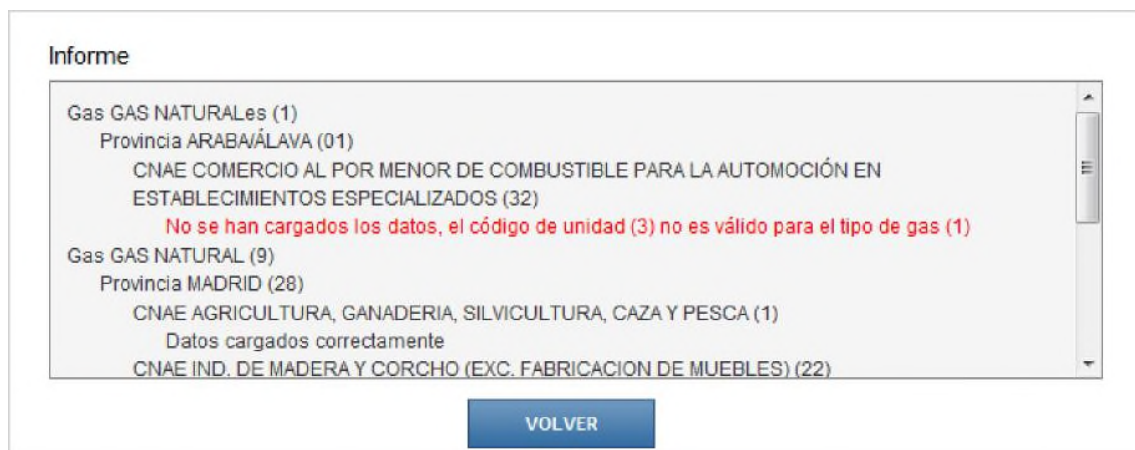 Informe
Gas GAS NATURALes (1)
Provincia ARABA/ÁLAVA (01)
CNAE COMERCIO AL POR MENOR DE COMBUSTIBLE PARA LA AUTOMOCIÓN EN
ESTABLECIMIENTOS ESPECIALIZADOS (32)
No se han cargados los datos, el código de unidad (3) no es válido para el tipo de gas (1)
Gas GAS NATURAL (9)
Provincia MADRID (28)
CNAE AGRICULTURA, GANADERIA, SILVICULTURA, CAZA Y PESCA (1)
Datos cargados correctamente
CNAE IND. DE MADERA Y CORCHO (EXC. FABRICACION DE MUEBLES) (22)
VOLVER